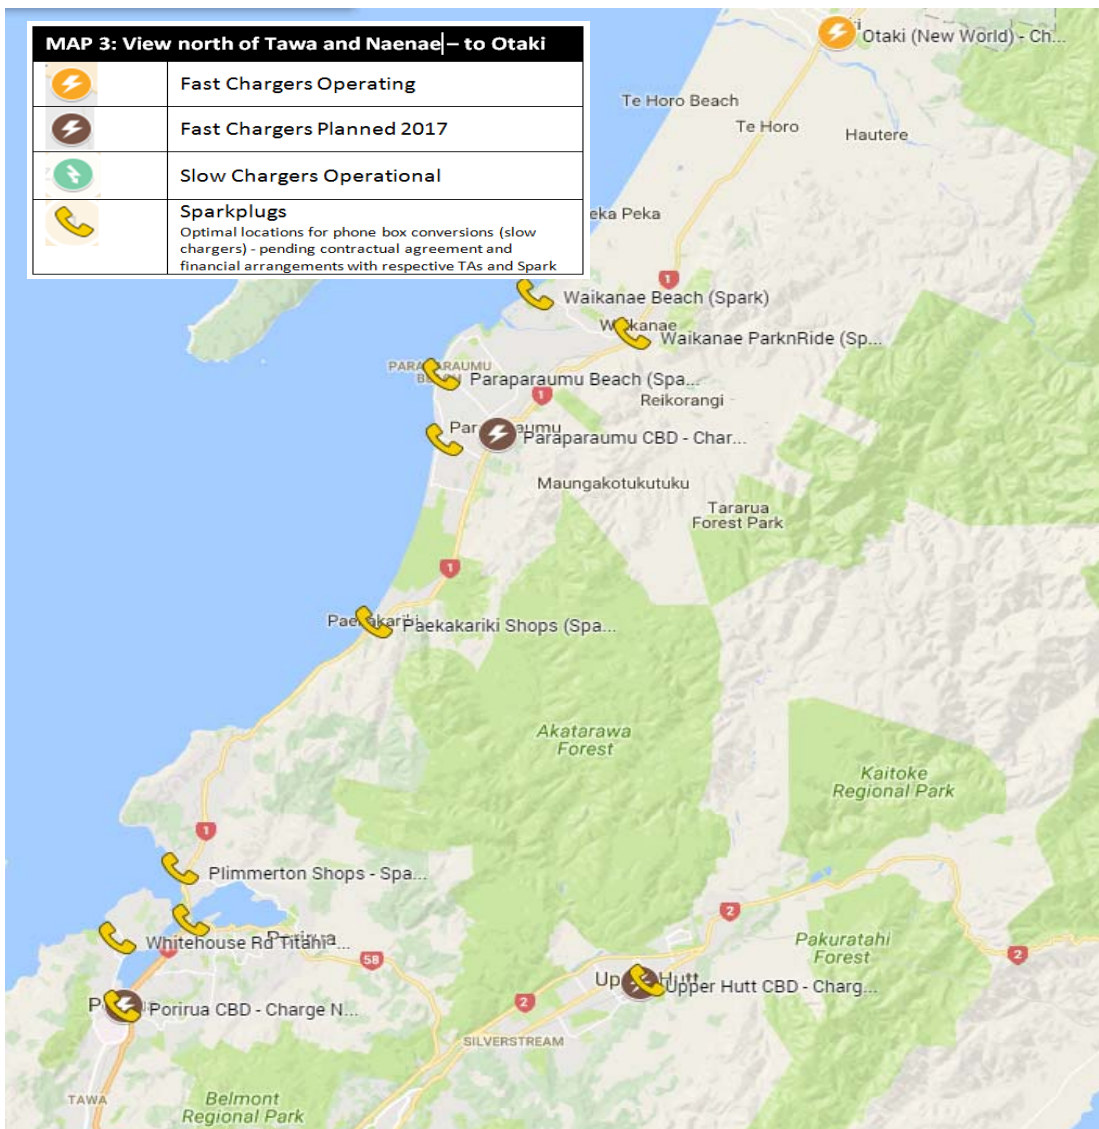 MAP 3: View north of Tawa and Naenae – to Otaki
Fast Chargers Operating
Fast Chargers Planned 2017
Slow Chargers Operational
Sparkplugs
Optimal locations for phone box conversions (slow
chargers) - pending contractual agreement and
financial arrangements with respective TAs and Spark
Otaki (New World) - Ch...
Te Horo Beach
Te Horo
Hautere
eka Peka
1
Waikanae Beach (Spark)
Waikanae ParknRide (Sp...
Paraparaumu Beach (Spa...
1
Reikorangi
Paraparaumu CBD - Char...
Maungakotukutuku
Tararua
Forest Park
1
Paekakariki Shops (Spa...
Akatarawa
Forest
Kaitoke
Regional Park
1
Plimmerton Shops - Spa...
2
Whitehouse Rd Titahi -...
58
Pakuratahi
Forest
2
Upper Hutt CBD - Charg...
2
Porirua CBD - Charge N...
SILVERSTREAM
TAWA
Belmont
Regional Park